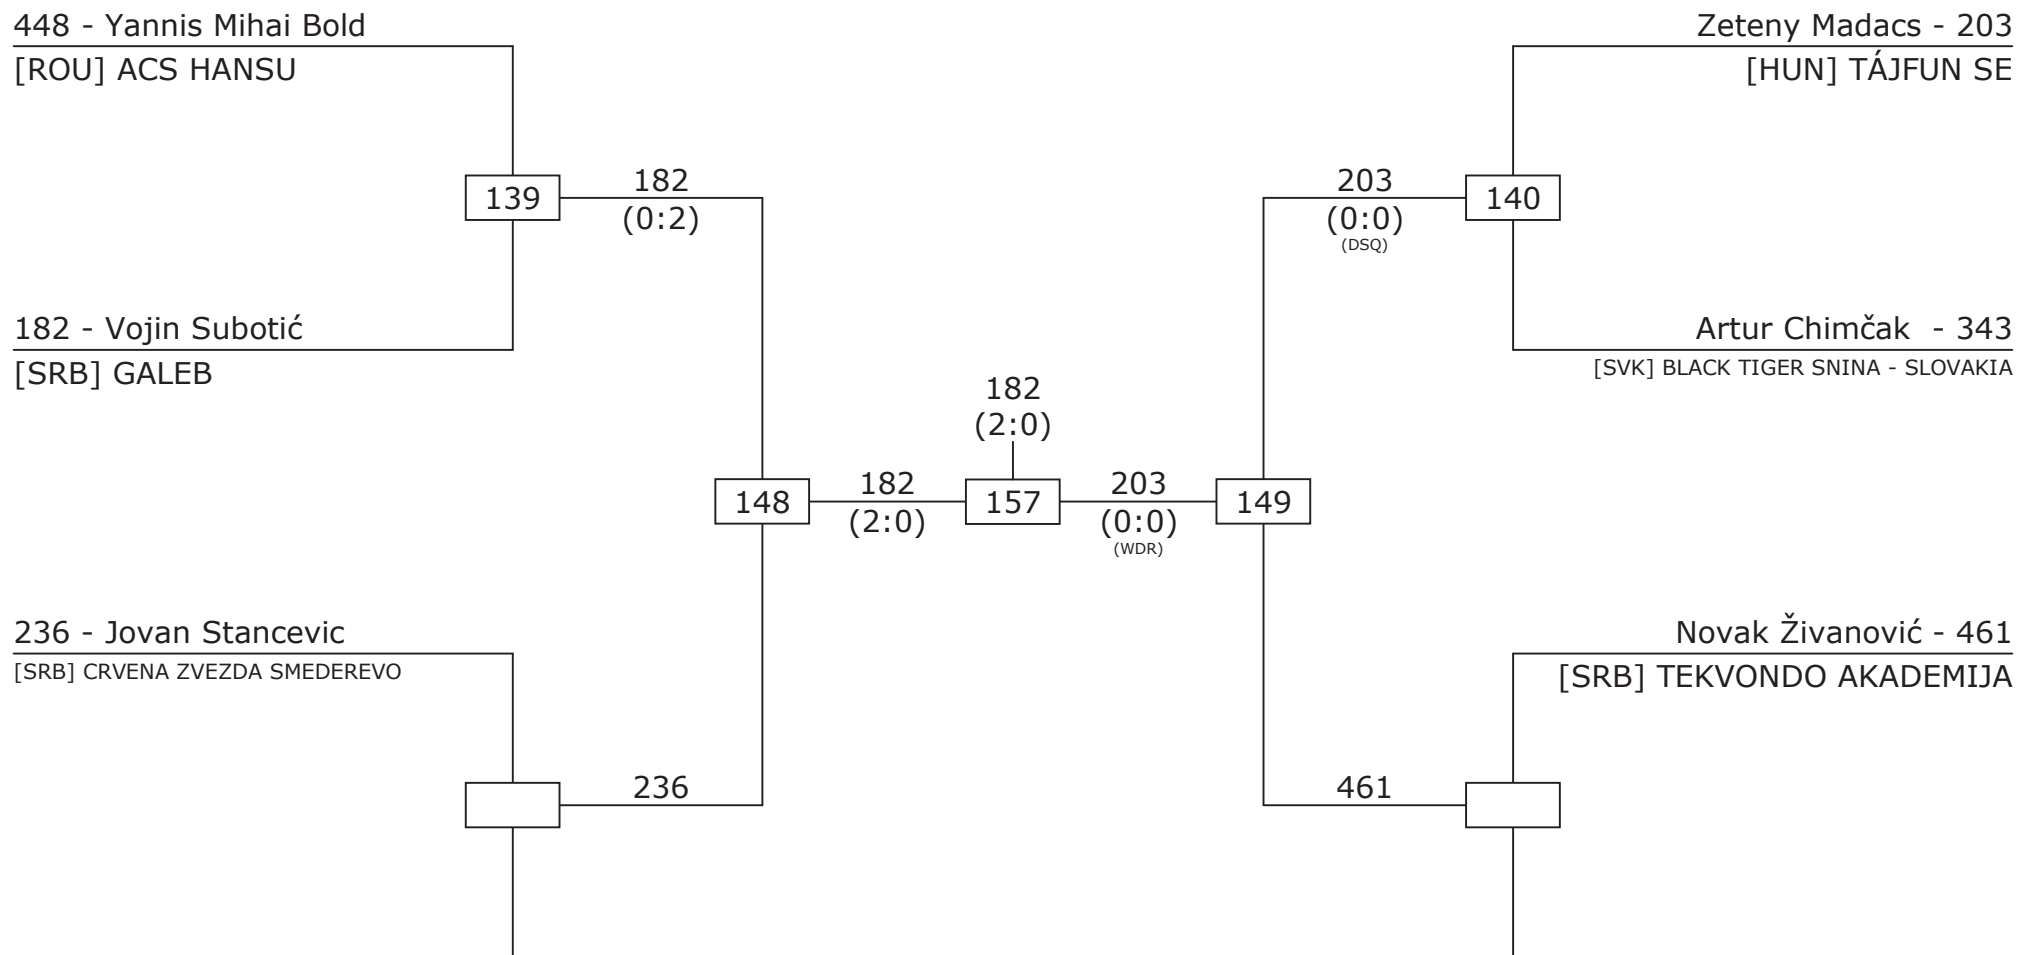 448 - Yannis Mihai Bold
[ROU] ACS HANSU
Zeteny Madacs - 203
[HUN] TÁJFUN SE
139
182
(0:2)
203
(0:0)
(DSQ)
140
182 - Vojin Subotić
[SRB] GALEB
Artur Chimčak - 343
[SVK] BLACK TIGER SNINA - SLOVAKIA
182
(2:0)
148
182
(2:0)
157
203
(0:0)
(WDR)
149
236 - Jovan Stancevic
[SRB] CRVENA ZVEZDA SMEDEREVO
Novak Živanović - 461
[SRB] TEKVONDO AKADEMIJA
236
461